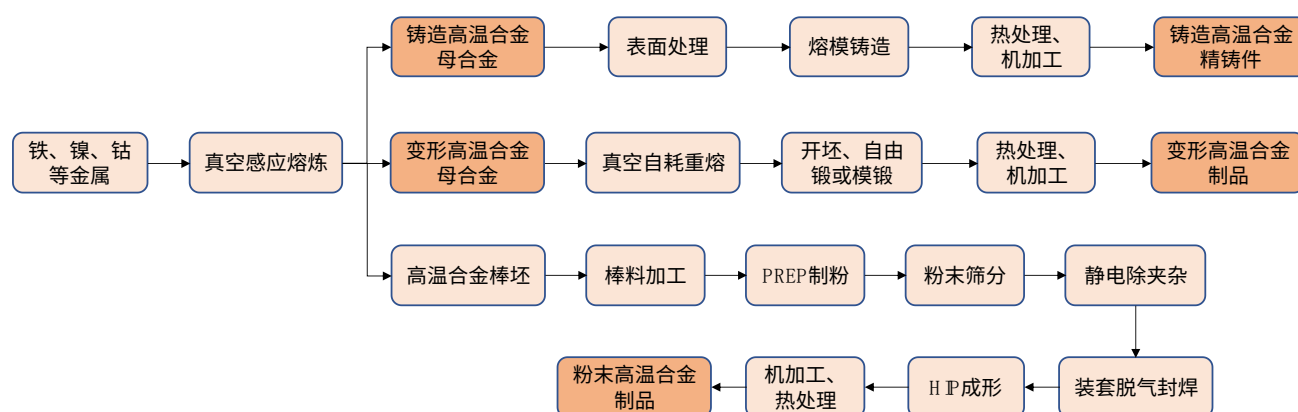 铸造高温合金
母合金
表面处理
熔模铸造
热处理、
机加工
铸造高温合金
精铸件
铁、镍、钴
等金属
真空感应熔炼
变形高温合金
母合金
真空自耗重熔
开坯、自由
锻或模锻
热处理、
机加工
变形高温合金
制品
高温合金棒坯
棒料加工
PREP制粉
粉末筛分
静电除夹杂
粉末高温合金
制品
机加工、
热处理
HIP成形
装套脱气封焊